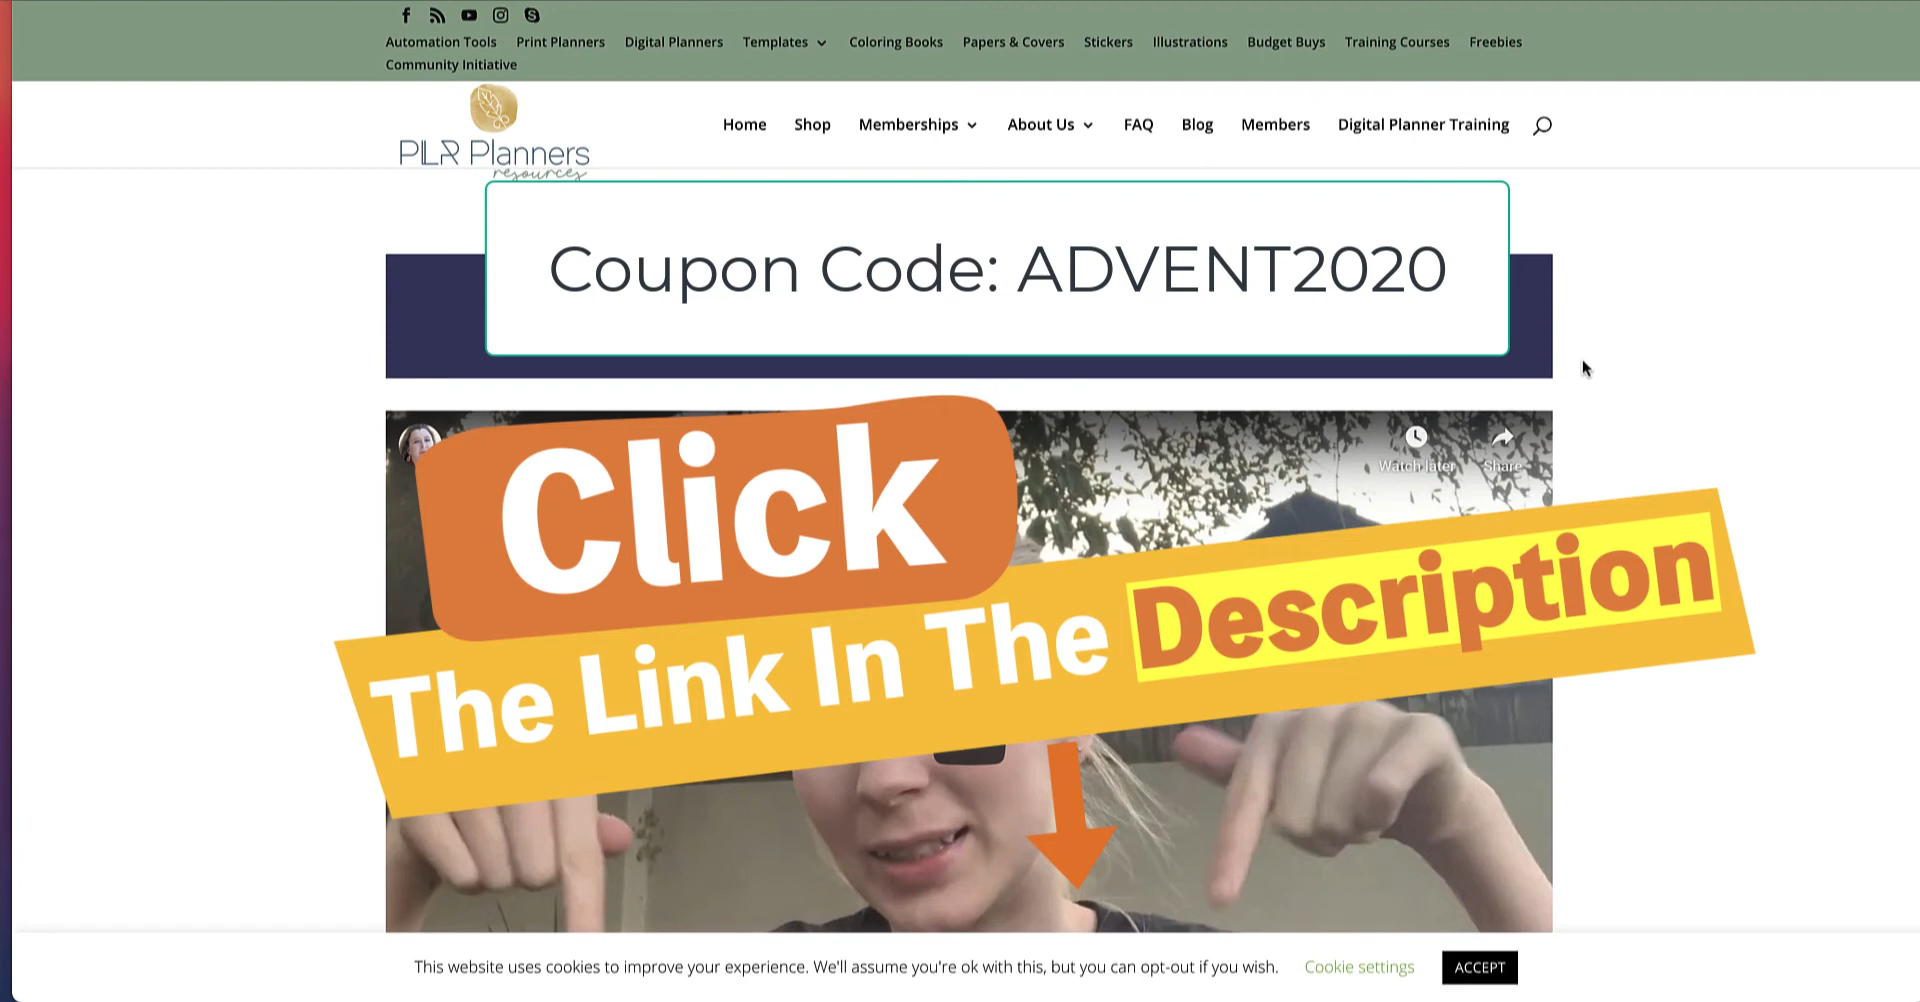 Automation Tools Print Planners Digital Planners Templates Coloring Books Papers & Covers Stickers Illustrations Budget Buys Training Courses Freebies
Community Initiative
PLR Planners
resources
Home Shop Memberships About Us FAQ Blog Members Digital Planner Training
Coupon Code: ADVENT2020
Watch later Share
Click
The Link In The Description
This website uses cookies to improve your experience. We'll assume you're ok with this, but you can opt-out if you wish. Cookie settings ACCEPT